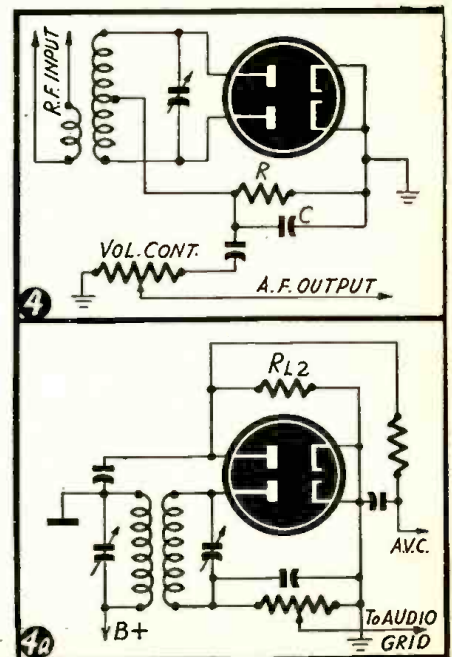 R.F. INPUT
R
C
VOL. CONT.
A.F. OUTPUT
4
RL2
A.V.C.
B+
To AUDIO
GRID
4a